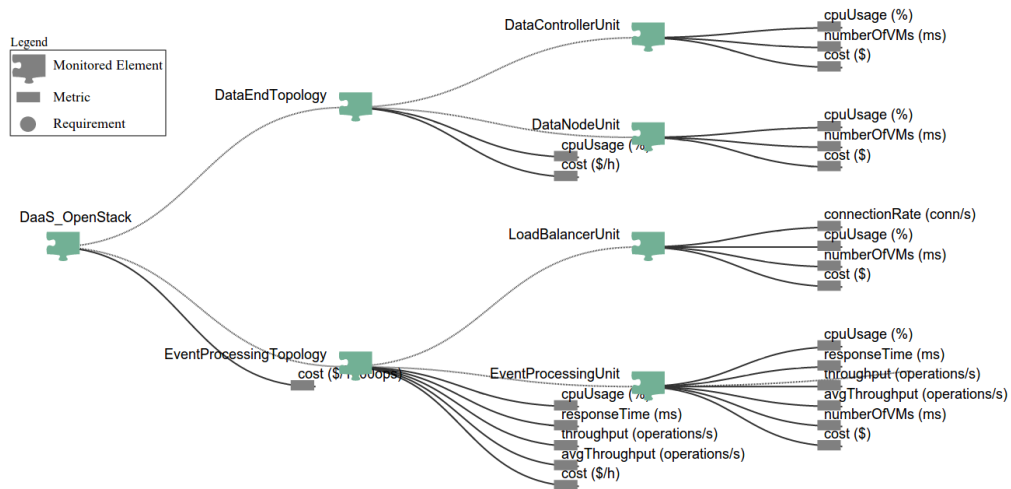 Legend
Monitored Element
Metric
Requirement
DataControllerUnit
cpuUsage (%)
numberOfVMs (ms)
cost ($)
DataEndTopology
DataNodeUnit
cpuUsage (%)
cost ($/h)
cpuUsage (%)
numberOfVMs (ms)
cost ($)
DaaS_OpenStack
LoadBalancerUnit
connectionRate (conn/s)
cpuUsage (%)
numberOfVMs (ms)
cost ($)
EventProcessingTopology
cost ($/
EventProcessingUnit
cpuUsage (%)
responseTime (ms)
throughput (operations/s)
avgThroughput (operations/s)
cost ($/h)
cpuUsage (%)
responseTime (ms)
throughput (operations/s)
avgThroughput (operations/s)
numberOfVMs (ms)
cost ($)